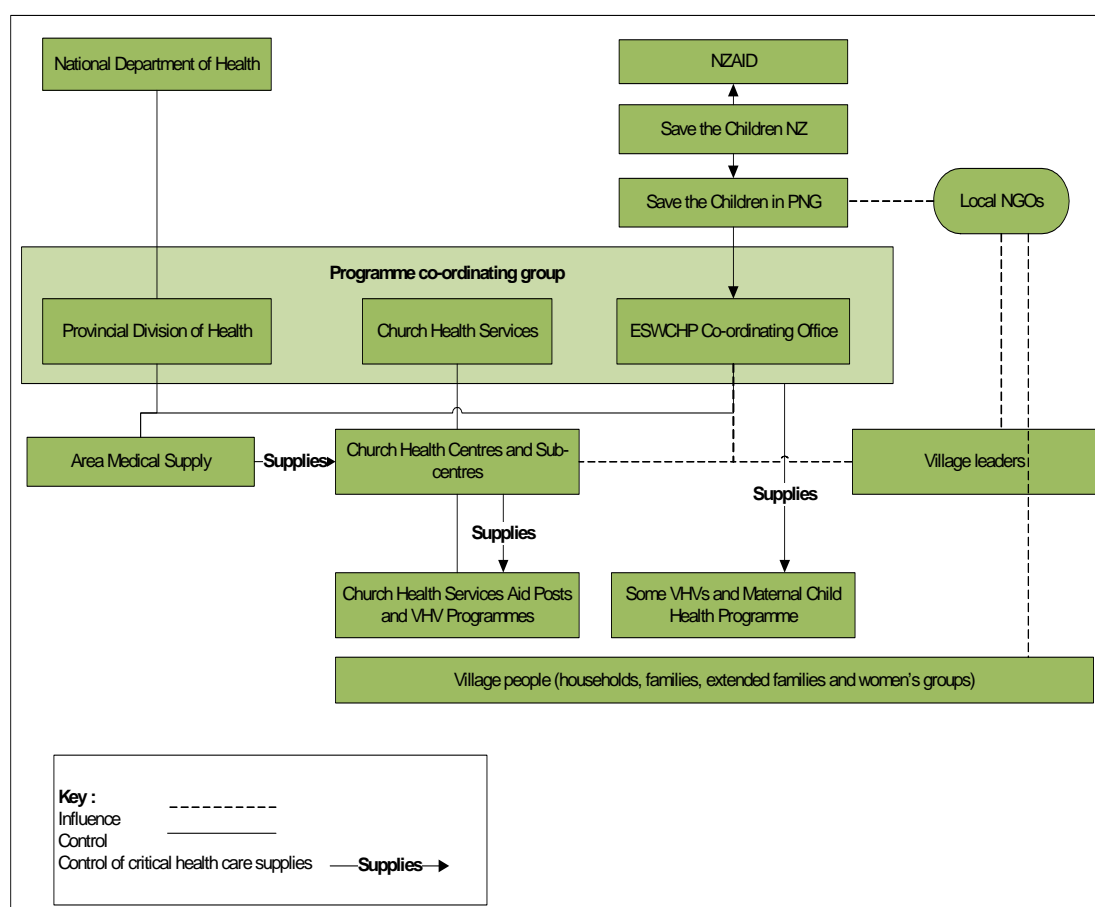 National Department of Health
NZAID
Save the Children NZ
Save the Children in PNG
Local NGOs
Programme co-ordinating group
Provincial Division of Health
Church Health Services
ESWCHP Co-ordinating Office
Area Medical Supply
Supplies
Church Health Centres and Sub-
centres
Village leaders
Supplies
Supplies
Church Health Services Aid Posts
and VHV Programmes
Some VHVs and Maternal Child
Health Programme
Village people (households, families, extended families and women's groups)
Key :
Influence
Control
Control of critical health care supplies Supplies